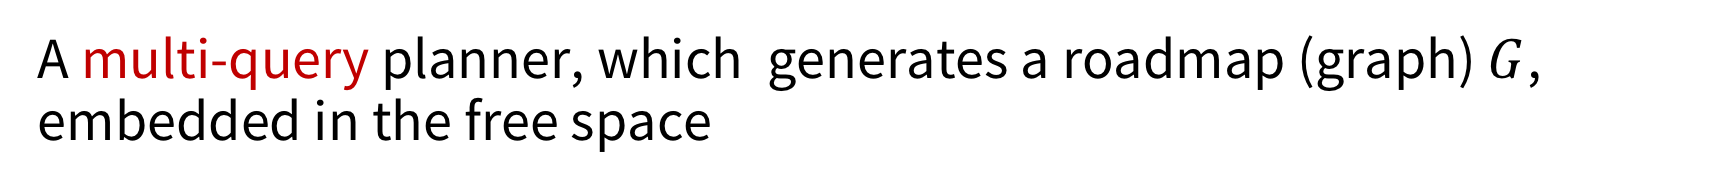 A multi-query planner, which  generates a roadmap (graph) G,
embedded in the free space